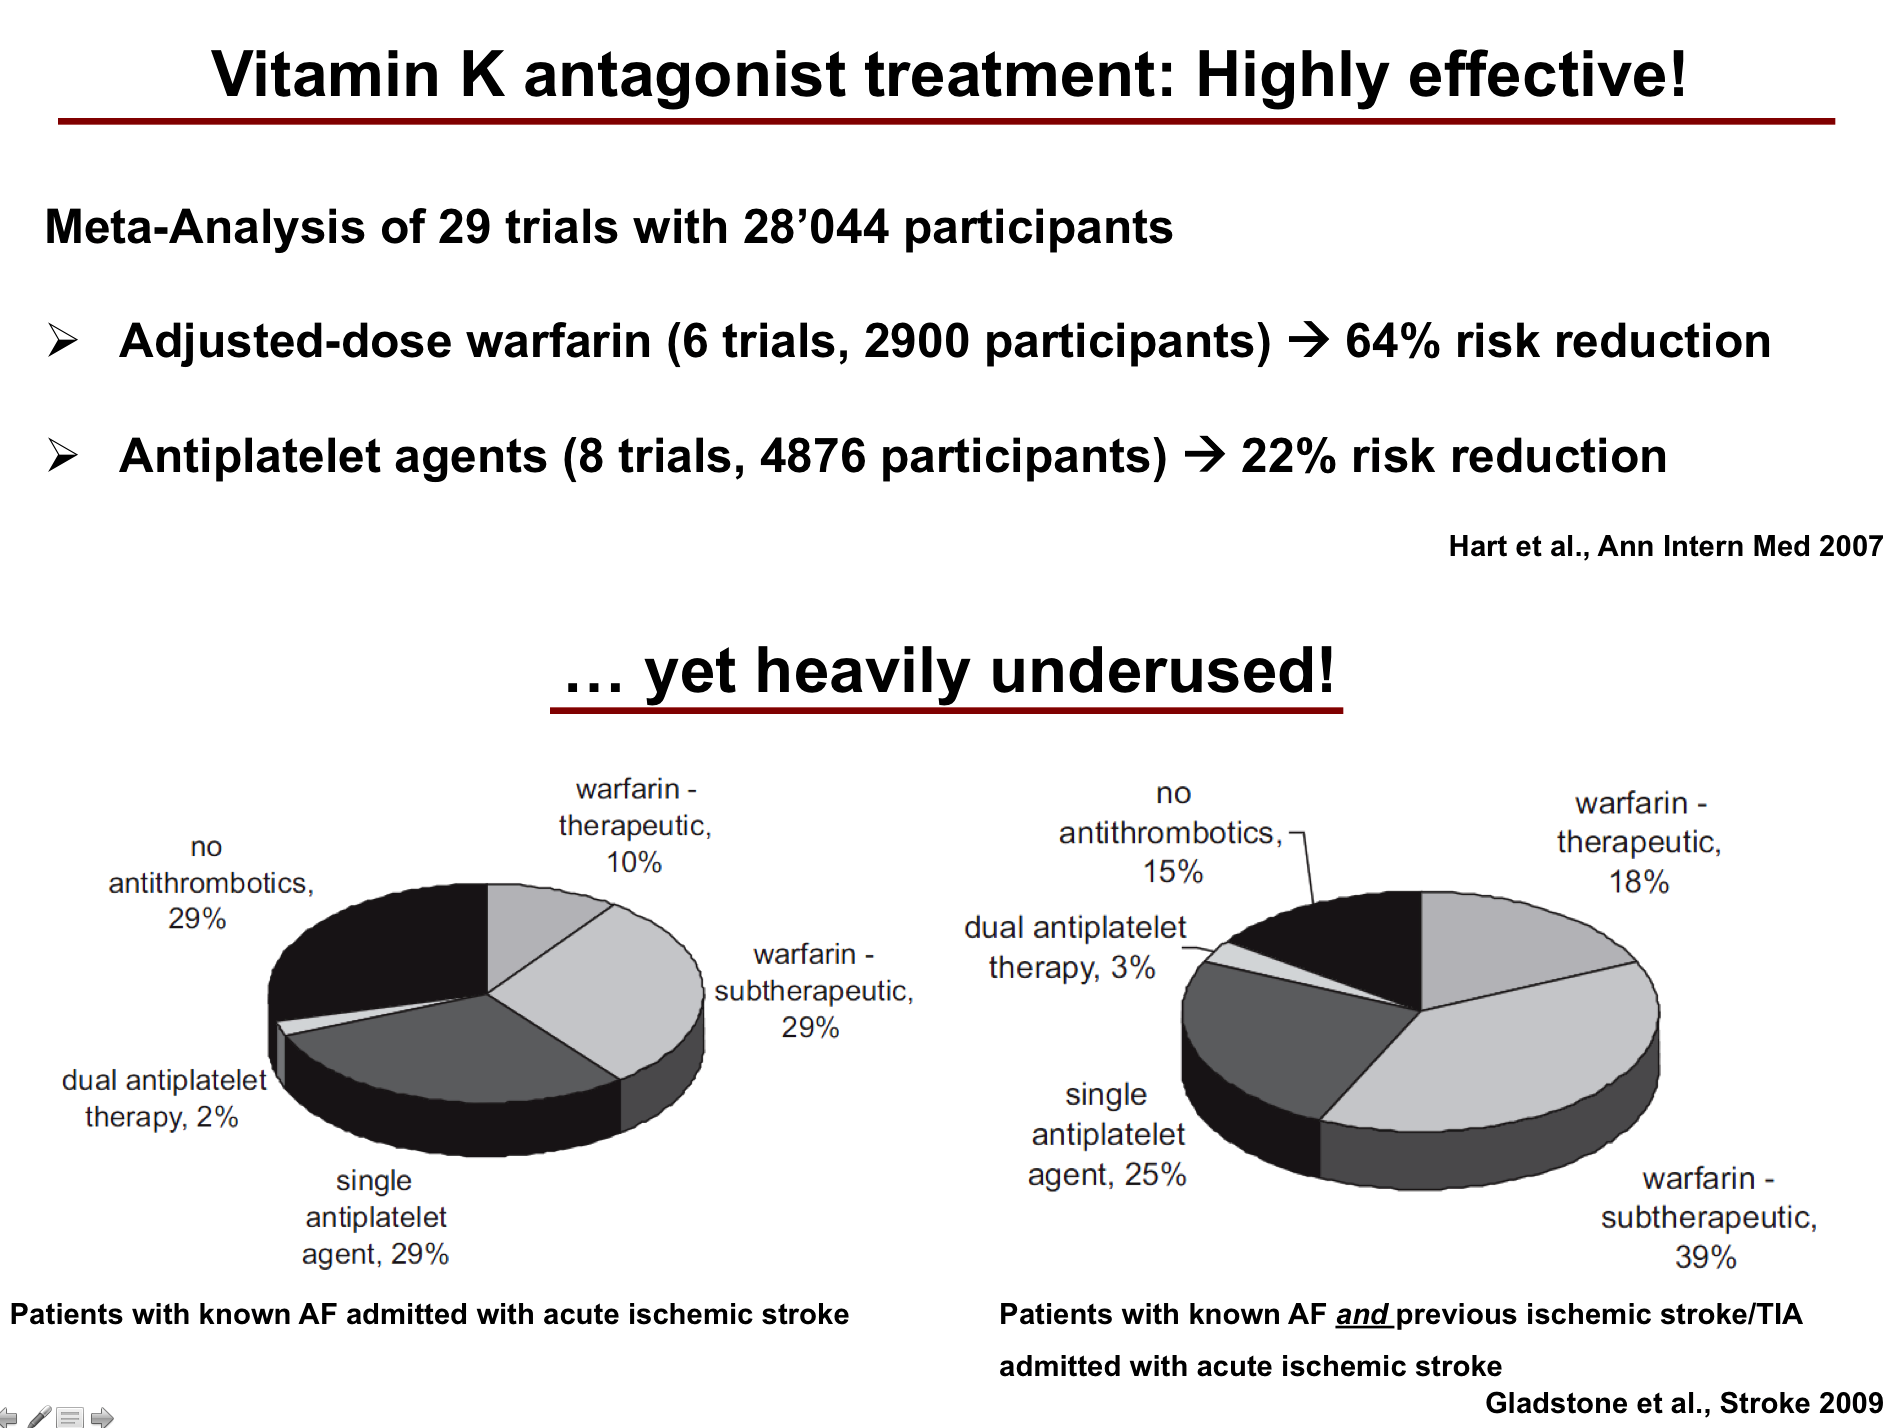 Vitamin K antagonist treatment: Highly effective!
Meta-Analysis of 29 trials with 28’044 participants
➢ Adjusted-dose warfarin (6 trials, 2900 participants) → 64% risk reduction
➢ Antiplatelet agents (8 trials, 4876 participants) → 22% risk reduction
Hart et al., Ann Intern Med 2007
… yet heavily underused!
warfarin -
therapeutic,
10%
no
antithrombotics,
29%
warfarin -
subtherapeutic,
29%
dual antiplatelet
therapy, 2%
single
antiplatelet
agent, 29%
Patients with known AF admitted with acute ischemic stroke
no
antithrombotics,
15%
warfarin -
therapeutic,
18%
dual antiplatelet
therapy, 3%
single
antiplatelet
agent, 25%
warfarin -
subtherapeutic,
39%
Patients with known AF and previous ischemic stroke/TIA
admitted with acute ischemic stroke
Gladstone et al., Stroke 2009